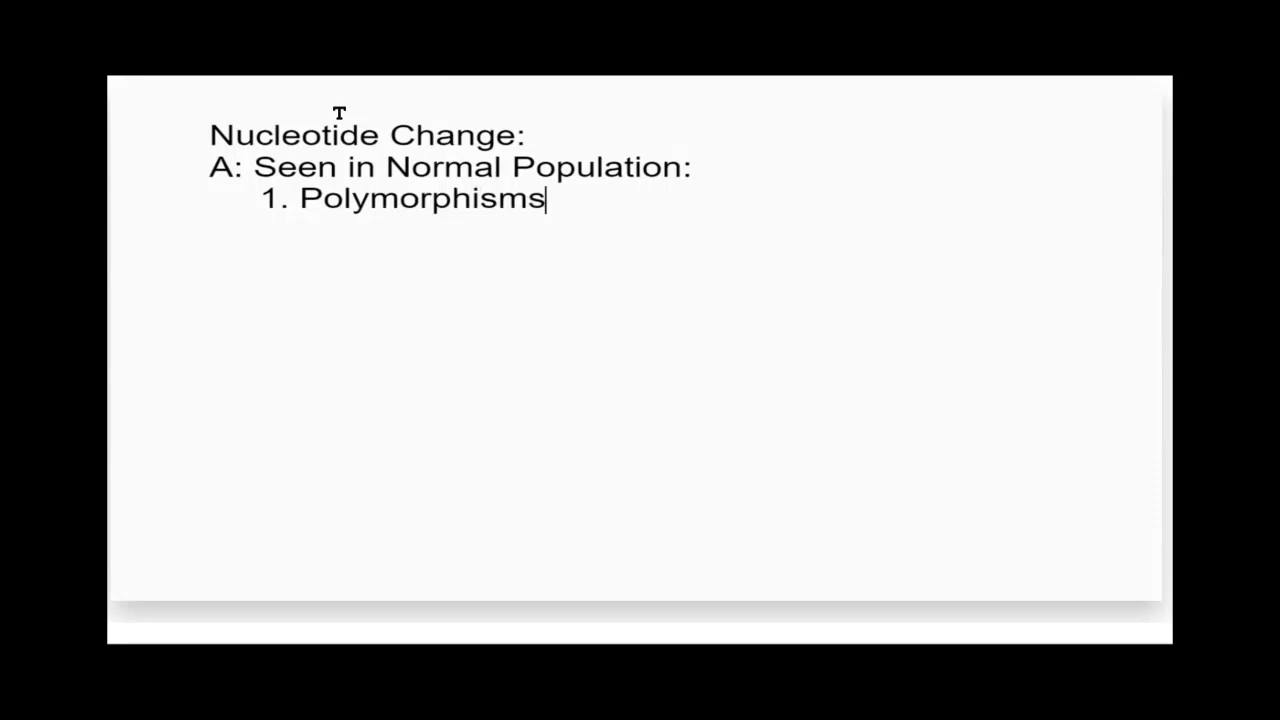 Nucleotide Change:
A: Seen in Normal Population:
1. Polymorphisms